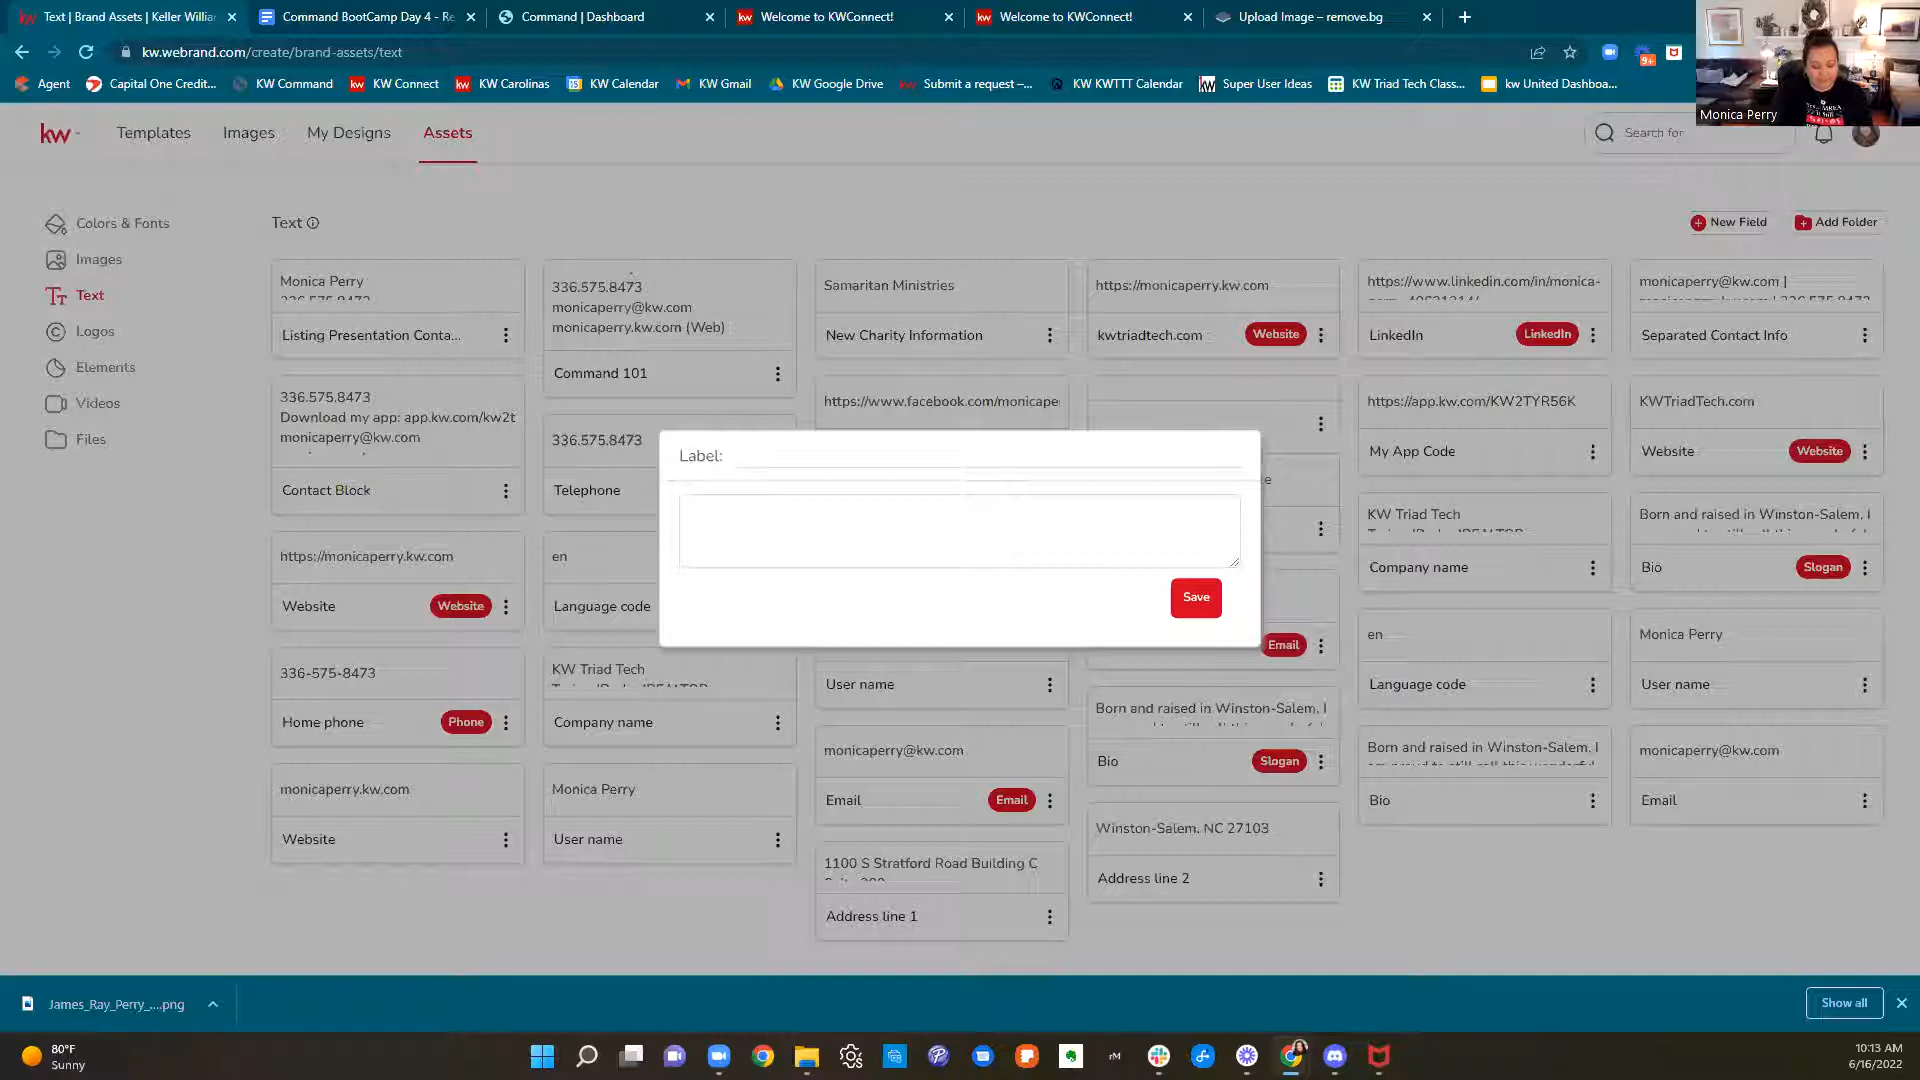 Text | Brand Assets | Keller Willia
Command BootCamp Day 4 - Re
Command | Dashboard
Welcome to KWConnect!
Welcome to KWConnect!
Upload Image – remove.bg
kw.webrand.com/create/brand-assets/text
9+
Agent
Capital One Credit...
KW Command
KW Connect
KW Carolinas
KW Calendar
KW Gmail
KW Google Drive
Submit a request –...
KW KWTTT Calendar
Super User Ideas
KW Triad Tech Class...
kw United Dashboa...
Monica Perry
kw
Templates
Images
My Designs
Assets
Search for
Colors & Fonts
Images
Text
Logos
Elements
Videos
Files
Text
New Field
Add Folder
Monica Perry
336.575.8473
Listing Presentation Conta...
336.575.8473
monicaperry@kw.com
monicaperry.kw.com (Web)
Command 101
Samaritan Ministries
New Charity Information
https://monicaperry.kw.com
kwtriadtech.com
Website
https://www.linkedin.com/in/monica-
LinkedIn
LinkedIn
monicaperry@kw.com |
Separated Contact Info
336.575.8473
Download my app: app.kw.com/kw2t
monicaperry@kw.com
Contact Block
336.575.8473
Telephone
https://www.facebook.com/monicape
https://app.kw.com/KW2TYR56K
My App Code
KWTriadTech.com
Website
Website
Label:
Save
https://monicaperry.kw.com
Website
Website
en
Language code
Email
KW Triad Tech
Company name
Born and raised in Winston-Salem, I
Bio
Slogan
336-575-8473
Home phone
Phone
KW Triad Tech
Company name
User name
Born and raised in Winston-Salem, I
Bio
Slogan
en
Language code
Monica Perry
User name
monicaperry.kw.com
Website
Monica Perry
User name
monicaperry@kw.com
Email
Email
Winston-Salem, NC 27103
Address line 2
Born and raised in Winston-Salem, I
Bio
monicaperry@kw.com
Email
1100 S Stratford Road Building C
Address line 1
James_Ray_Perry_....png
Show all
80°F
Sunny
rM
10:13 AM
6/16/2022